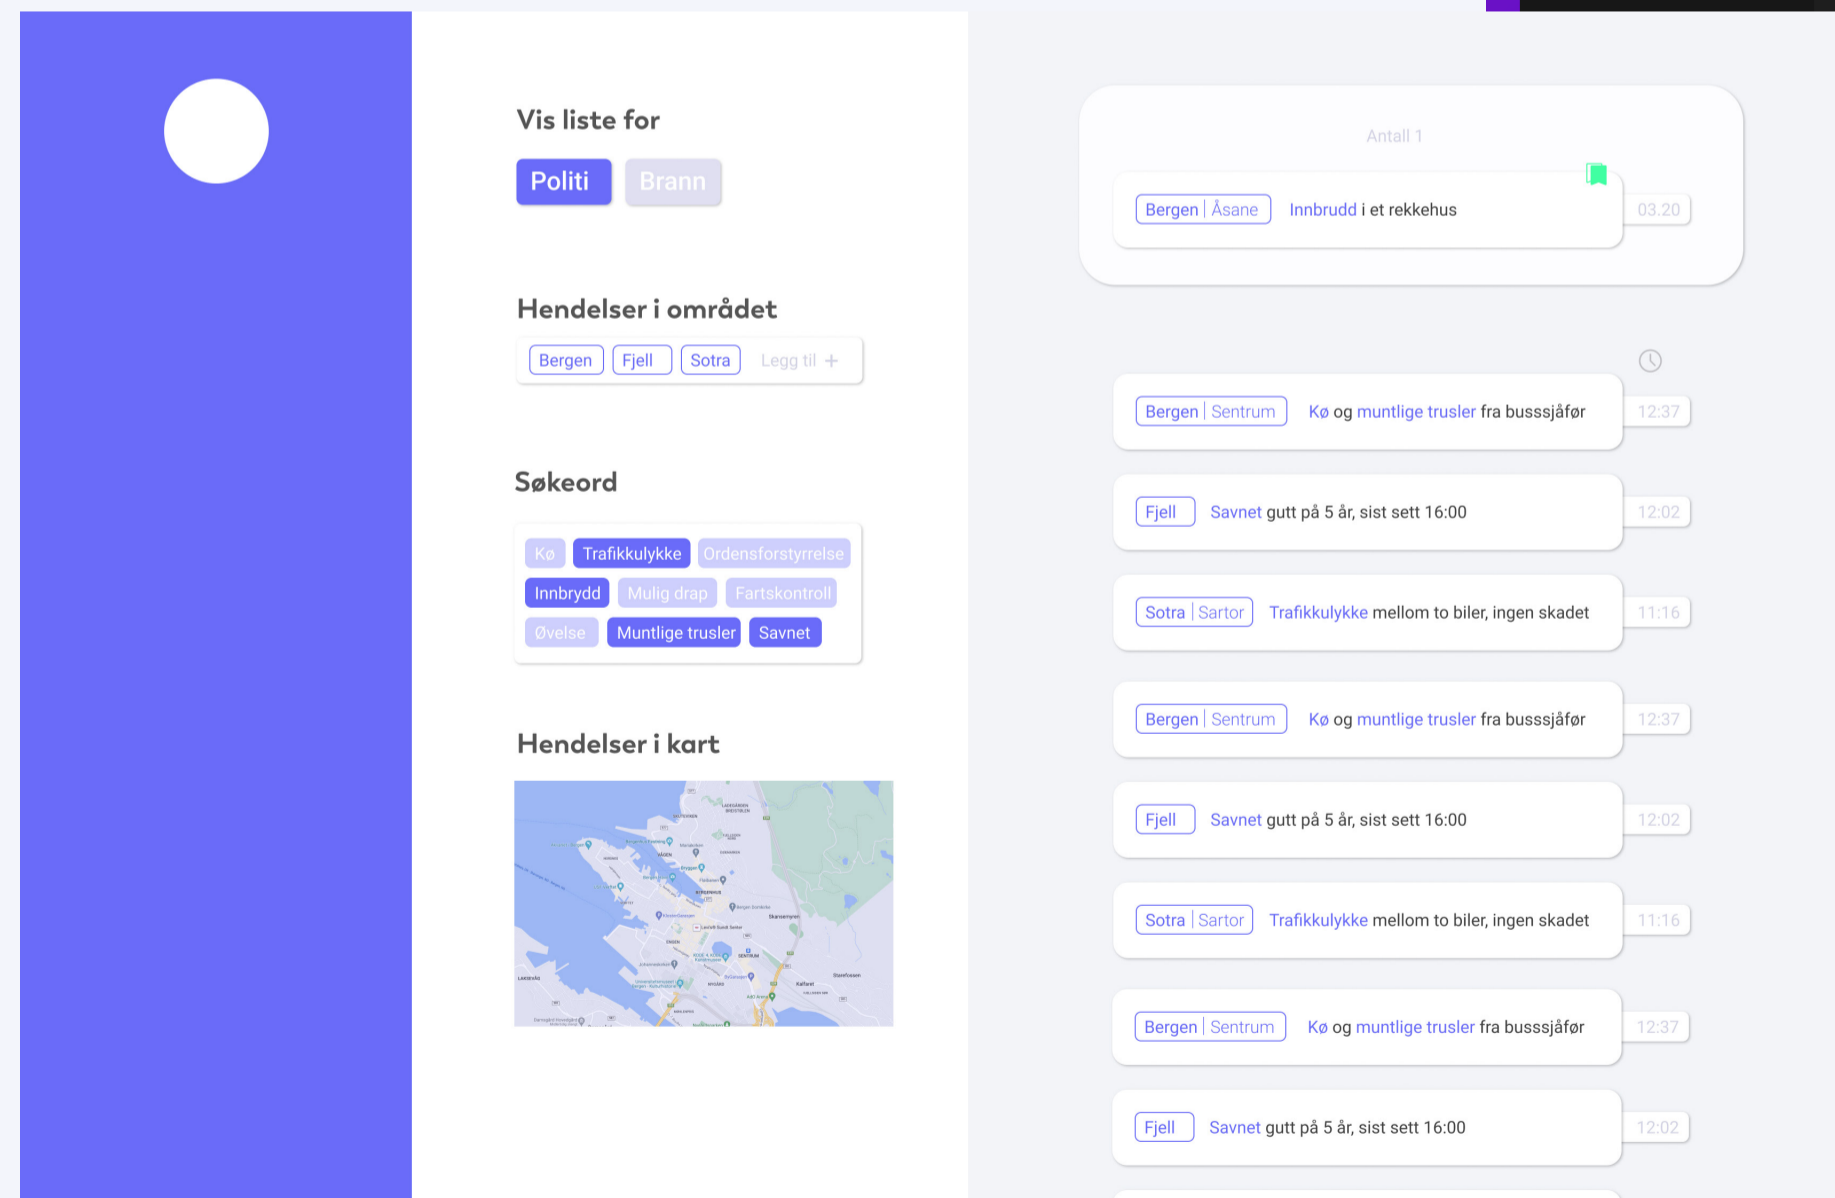 Vis liste for
Politi
Brann
Hendelser i området
Bergen
Fjell
Sotra
Legg til +
Søkeord
Kø
Trafikkulykke
Ordensforstyrrelse
Innbrydd
Mulig drap
Fartskontroll
Øvelse
Muntlige trusler
Savnet
Hendelser i kart
SENTRUM
Skansemyren
Starefossen
Kalfaret
Antall 1
Bergen | Åsane Innbrudd i et rekkehus 03.20
Bergen | Sentrum Kø og muntlige trusler fra busssjåfør 12:37
Fjell Savnet gutt på 5 år, sist sett 16:00 12:02
Sotra | Sartor Trafikkulykke mellom to biler, ingen skadet 11:16
Bergen | Sentrum Kø og muntlige trusler fra busssjåfør 12:37
Fjell Savnet gutt på 5 år, sist sett 16:00 12:02
Sotra | Sartor Trafikkulykke mellom to biler, ingen skadet 11:16
Bergen | Sentrum Kø og muntlige trusler fra busssjåfør 12:37
Fjell Savnet gutt på 5 år, sist sett 16:00 12:02